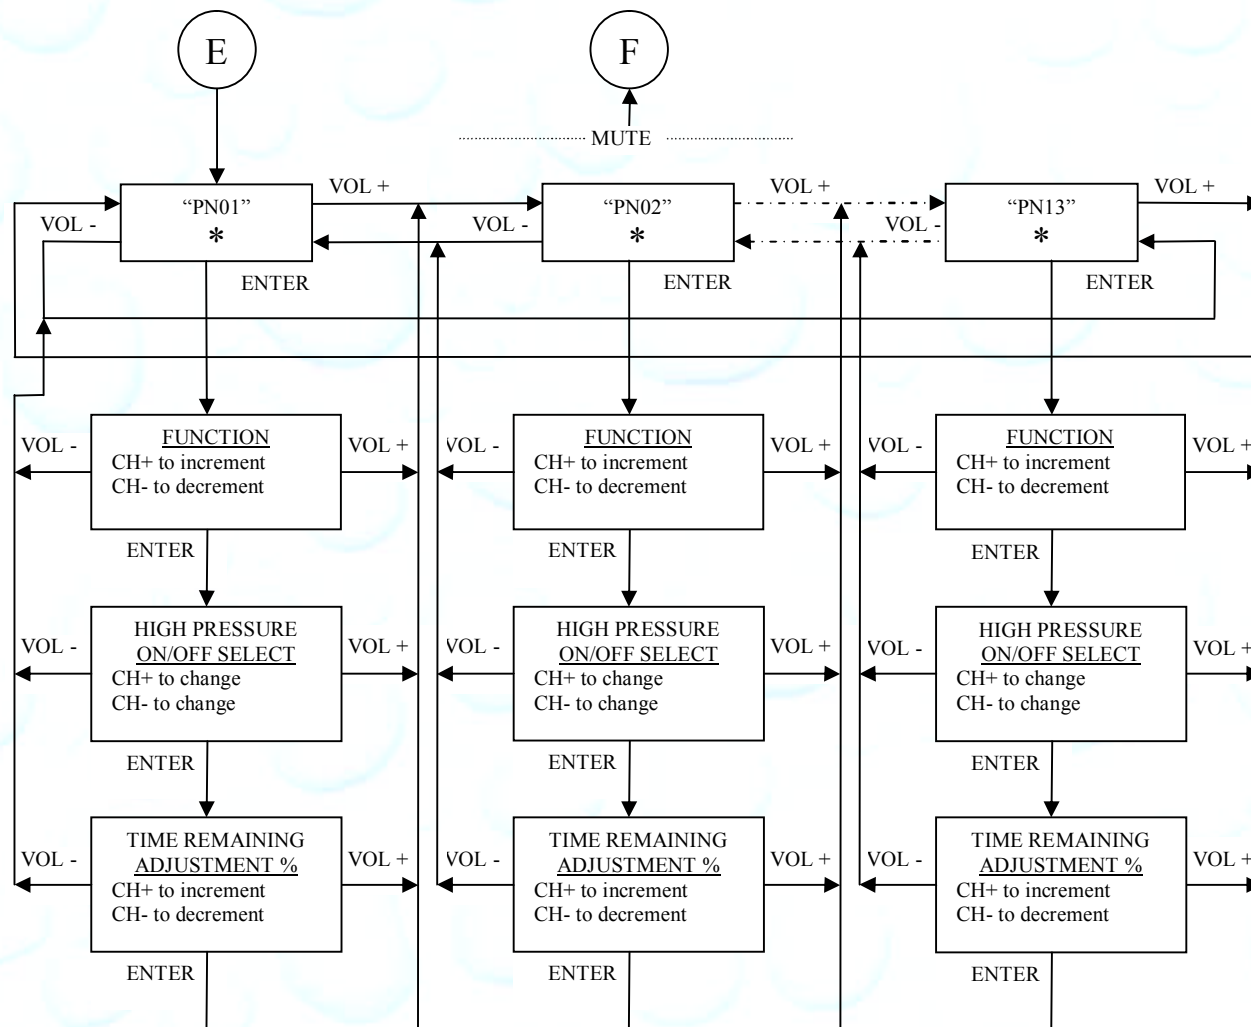 E
F
MUTE
VOL +
VOL +
VOL +
“PN01”
“PN02”
“PN13”
VOL -
VOL -
VOL -
*
*
*
ENTER
ENTER
ENTER
VOL -
FUNCTION
CH+ to increment
CH- to decrement
VOL +
VOL -
FUNCTION
CH+ to increment
CH- to decrement
VOL +
VOL -
FUNCTION
CH+ to increment
CH- to decrement
VOL +
ENTER
ENTER
ENTER
VOL -
HIGH PRESSURE
ON/OFF SELECT
CH+ to change
CH- to change
VOL +
VOL -
HIGH PRESSURE
ON/OFF SELECT
CH+ to change
CH- to change
VOL +
VOL -
HIGH PRESSURE
ON/OFF SELECT
CH+ to change
CH- to change
VOL +
ENTER
ENTER
ENTER
VOL -
TIME REMAINING
ADJUSTMENT %
CH+ to increment
CH- to decrement
VOL +
VOL -
TIME REMAINING
ADJUSTMENT %
CH+ to increment
CH- to decrement
VOL +
VOL -
TIME REMAINING
ADJUSTMENT %
CH+ to increment
CH- to decrement
VOL +
ENTER
ENTER
ENTER